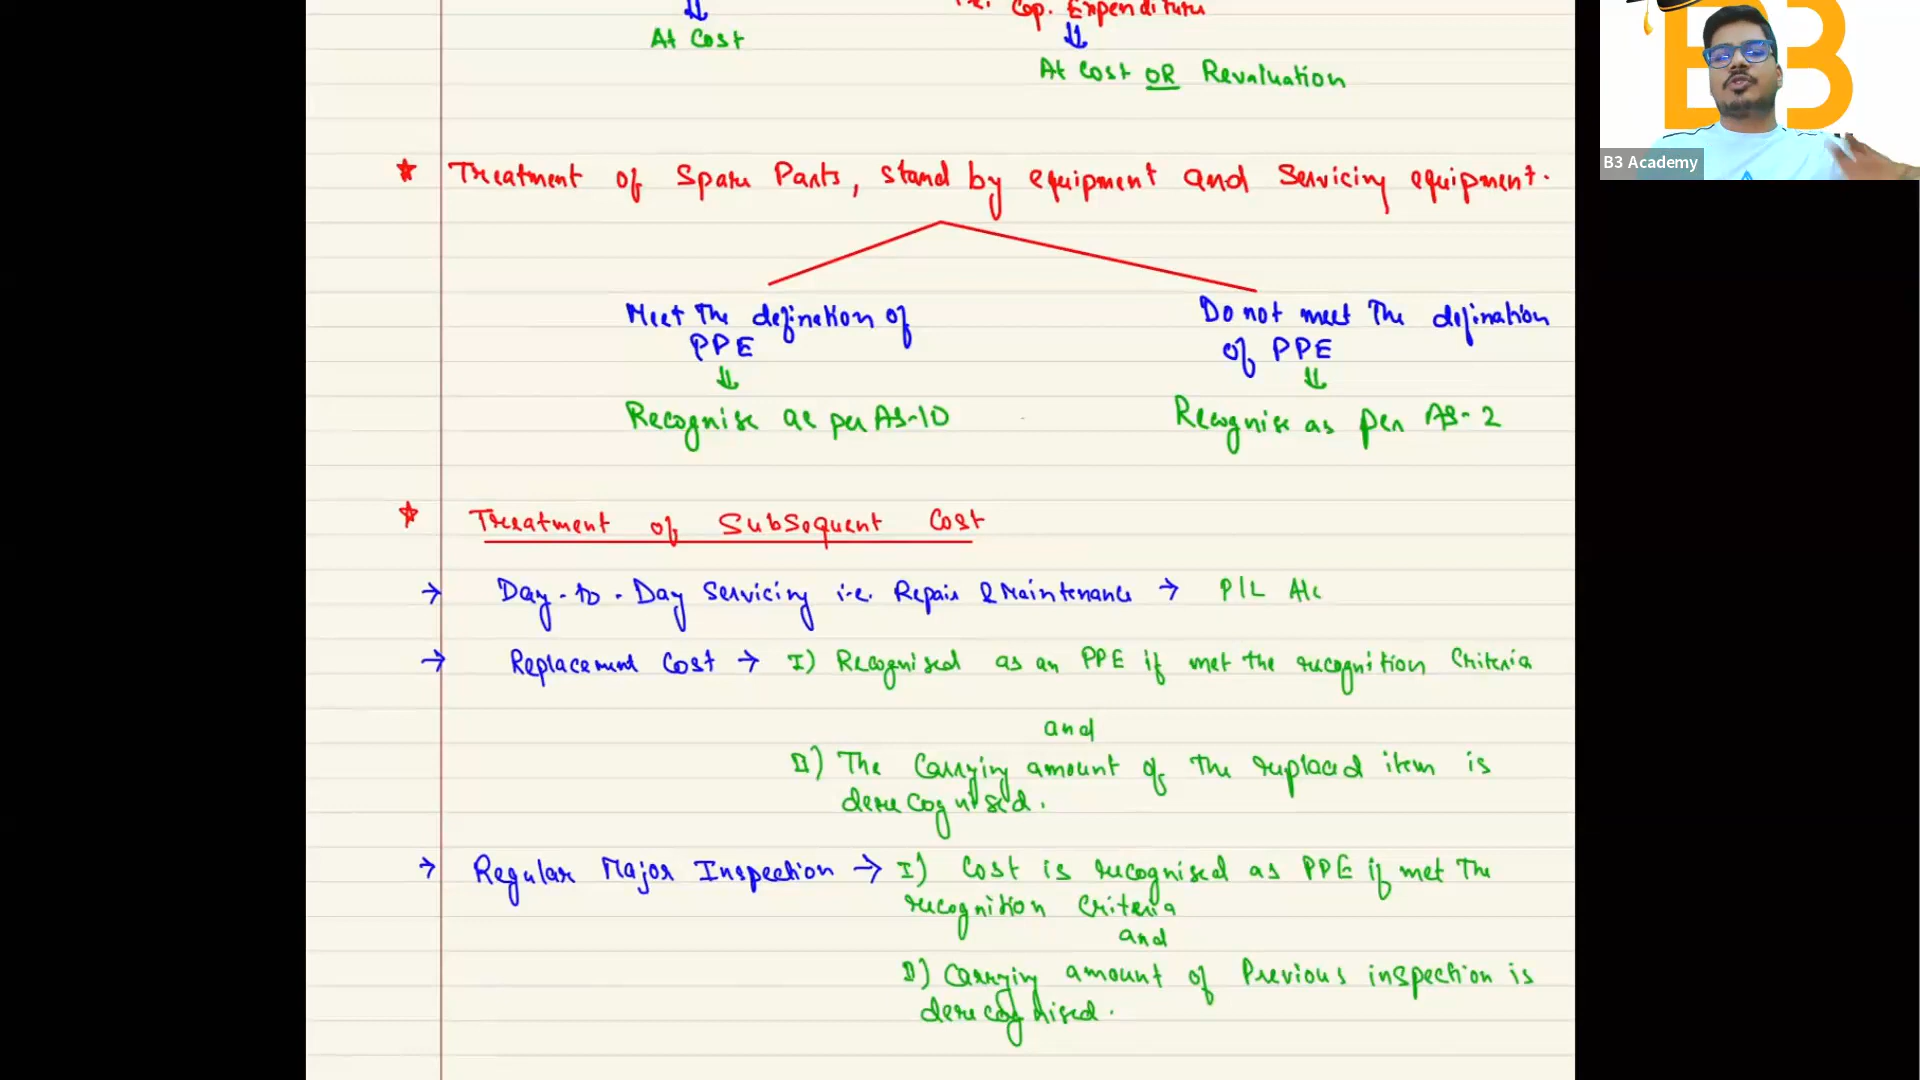 Cap. Expenditure
At Cost
At Cost OR Revaluation
B3
B3 Academy
Treatment of Spare Parts, stand by equipment and Servicing equipment.
Meet The defination of PPE
Do not meet The defination of PPE
Recognise as per AS-10
Recognise as per AS-2
Treatment of Subsequent Cost
→ Day-to-Day Servicing i.e. Repair & Maintenance → P/L A/c
→ Replacement Cost → I) Recognised as an PPE if met the recognition Criteria
and
II) The Carrying amount of the replaced item is
derecognised.
→ Regular Major Inspection → I) Cost is recognised as PPE if met The
recognition Criteria
and
II) Carrying amount of Previous inspection is
derecognised.